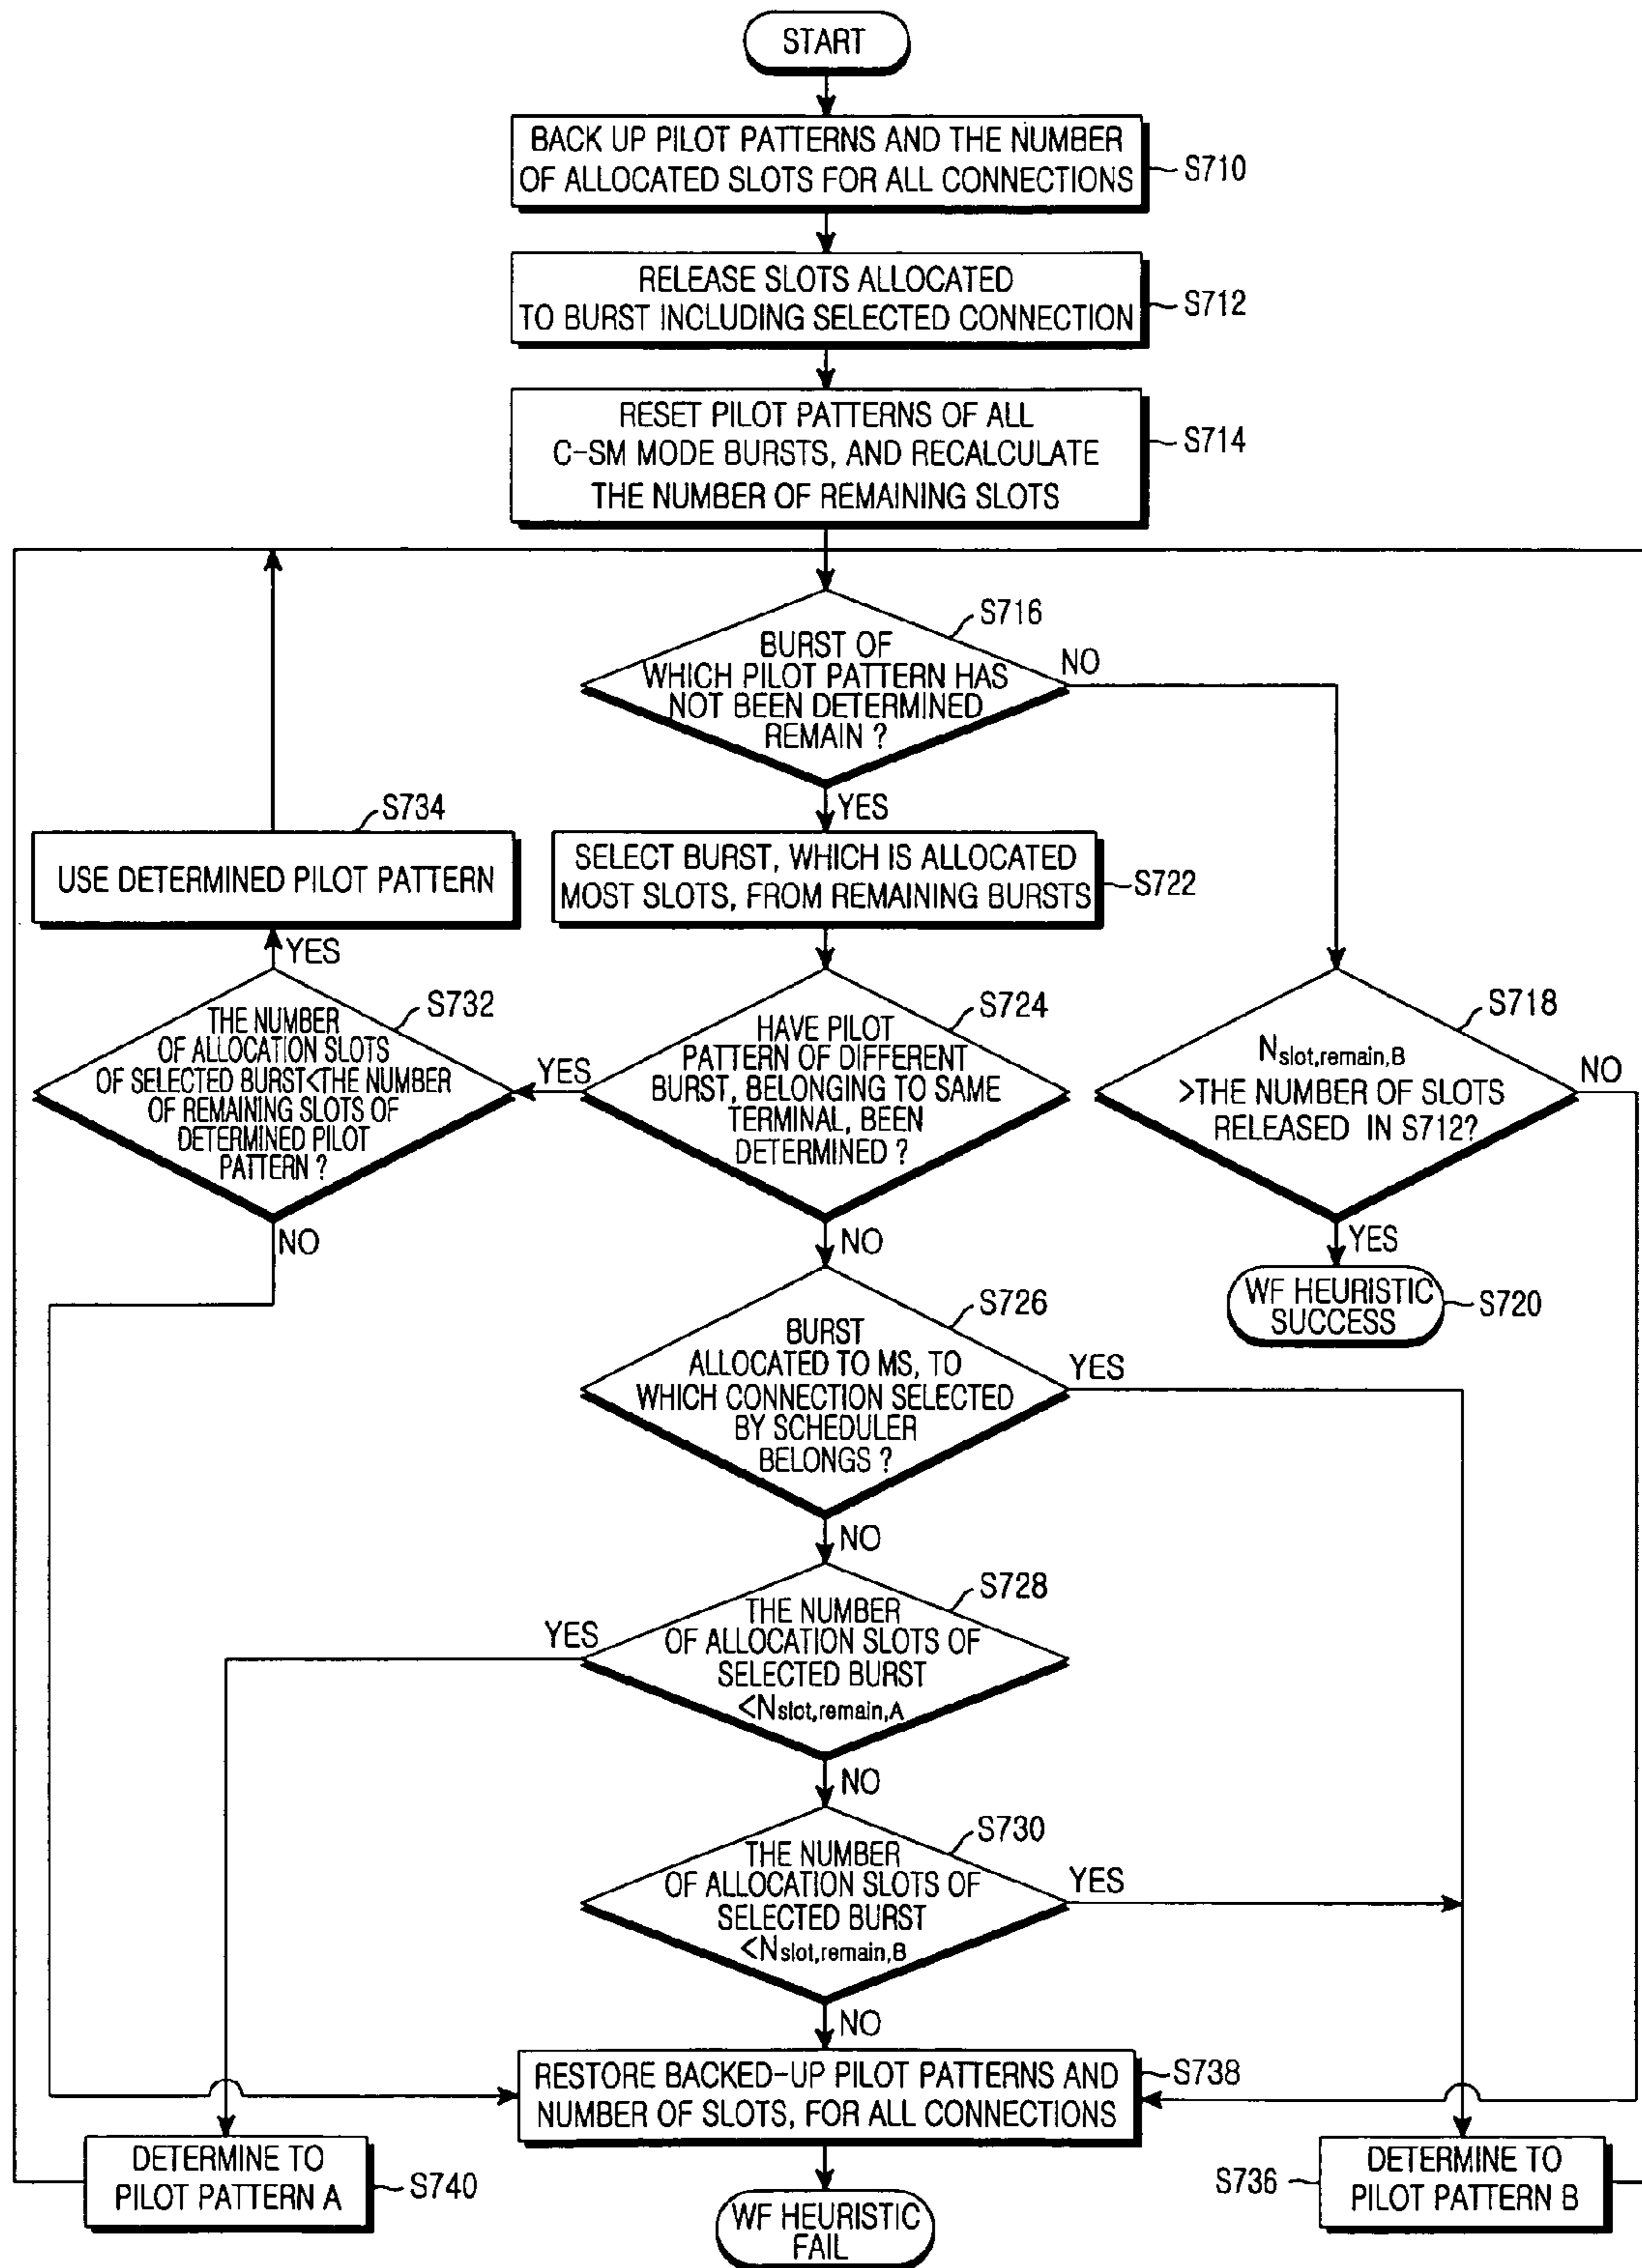 START
BACK UP PILOT PATTERNS AND THE NUMBER
OF ALLOCATED SLOTS FOR ALL CONNECTIONS
S710
RELEASE SLOTS ALLOCATED
TO BURST INCLUDING SELECTED CONNECTION
S712
RESET PILOT PATTERNS OF ALL
C-SM MODE BURSTS, AND RECALCULATE
THE NUMBER OF REMAINING SLOTS
S714
S716
BURST OF
WHICH PILOT PATTERN HAS
NOT BEEN DETERMINED
REMAIN ?
NO
YES
S734
USE DETERMINED PILOT PATTERN
SELECT BURST, WHICH IS ALLOCATED
MOST SLOTS, FROM REMAINING BURSTS
S722
YES
S732
THE NUMBER
OF ALLOCATION SLOTS
OF SELECTED BURST<THE NUMBER
OF REMAINING SLOTS OF
DETERMINED PILOT
PATTERN ?
YES
NO
S724
HAVE PILOT
PATTERN OF DIFFERENT
BURST, BELONGING TO SAME
TERMINAL, BEEN
DETERMINED ?
NO
S718
Nslot,remain,B
>THE NUMBER OF SLOTS
RELEASED IN S712?
NO
YES
WF HEURISTIC
SUCCESS
S720
S726
BURST
ALLOCATED TO MS, TO
WHICH CONNECTION SELECTED
BY SCHEDULER
BELONGS ?
YES
NO
S728
THE NUMBER
OF ALLOCATION SLOTS OF
SELECTED BURST
<Nslot,remain,A
YES
NO
S730
THE NUMBER
OF ALLOCATION SLOTS OF
SELECTED BURST
<Nslot,remain,B
YES
NO
RESTORE BACKED-UP PILOT PATTERNS AND
NUMBER OF SLOTS, FOR ALL CONNECTIONS
S738
DETERMINE TO
PILOT PATTERN A
S740
WF HEURISTIC
FAIL
S736
DETERMINE TO
PILOT PATTERN B